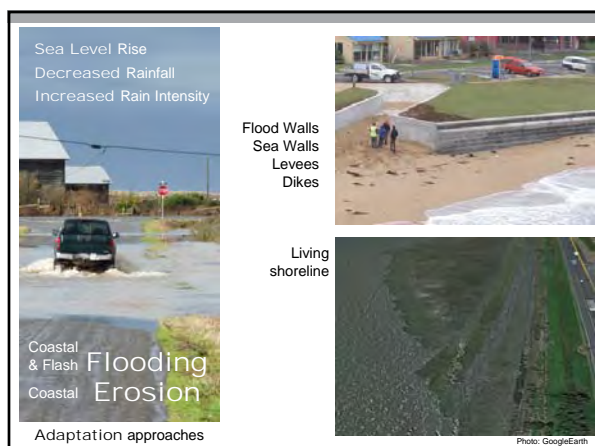 Sea Level Rise
Decreased Rainfall
Increased Rain Intensity
Coastal
& Flash Flooding
Coastal Erosion
Adaptation approaches
Flood Walls
Sea Walls
Levees
Dikes
Living
shoreline
Photo: GoogleEarth